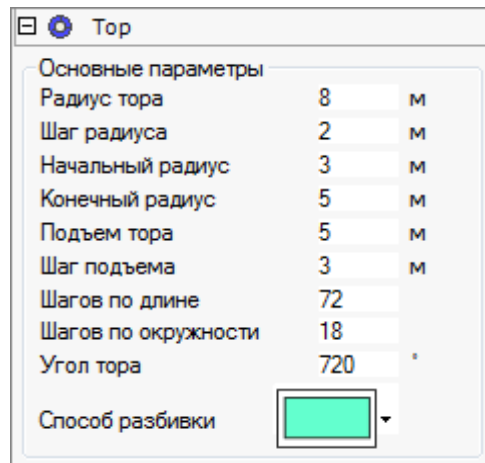 Тор
Основные параметры
Радиус тора 8 м
Шаг радиуса 2 м
Начальный радиус 3 м
Конечный радиус 5 м
Подъем тора 5 м
Шаг подъема 3 м
Шагов по длине 72
Шагов по окружности 18
Угол тора 720 °
Способ разбивки